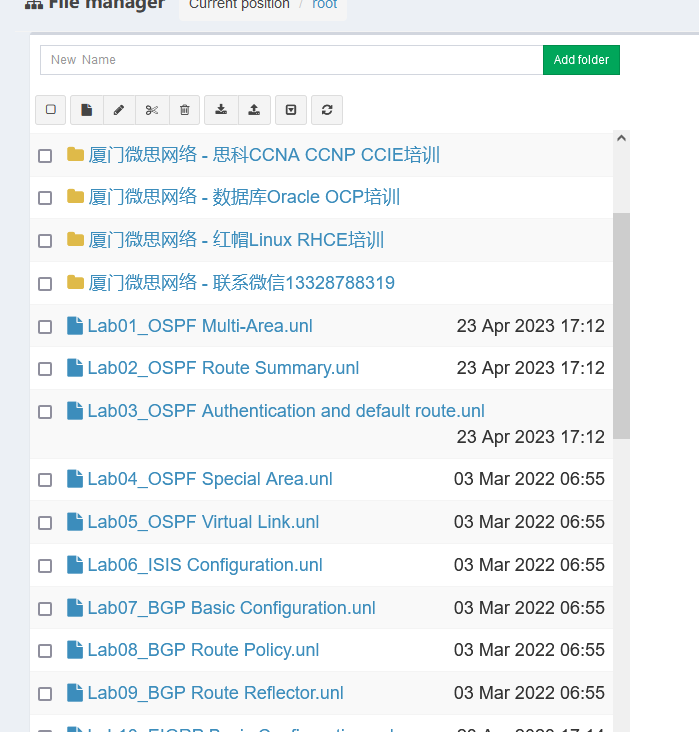 File manager
Current position / root
New Name
Add folder
厦门微思网络 - 思科CCNA CCNP CCIE培训
厦门微思网络 - 数据库Oracle OCP培训
厦门微思网络 - 红帽Linux RHCE培训
厦门微思网络 - 联系微信13328788319
Lab01_OSPF Multi-Area.unl 23 Apr 2023 17:12
Lab02_OSPF Route Summary.unl 23 Apr 2023 17:12
Lab03_OSPF Authentication and default route.unl
23 Apr 2023 17:12
Lab04_OSPF Special Area.unl 03 Mar 2022 06:55
Lab05_OSPF Virtual Link.unl 03 Mar 2022 06:55
Lab06_ISIS Configuration.unl 03 Mar 2022 06:55
Lab07_BGP Basic Configuration.unl 03 Mar 2022 06:55
Lab08_BGP Route Policy.unl 03 Mar 2022 06:55
Lab09_BGP Route Reflector.unl 03 Mar 2022 06:55